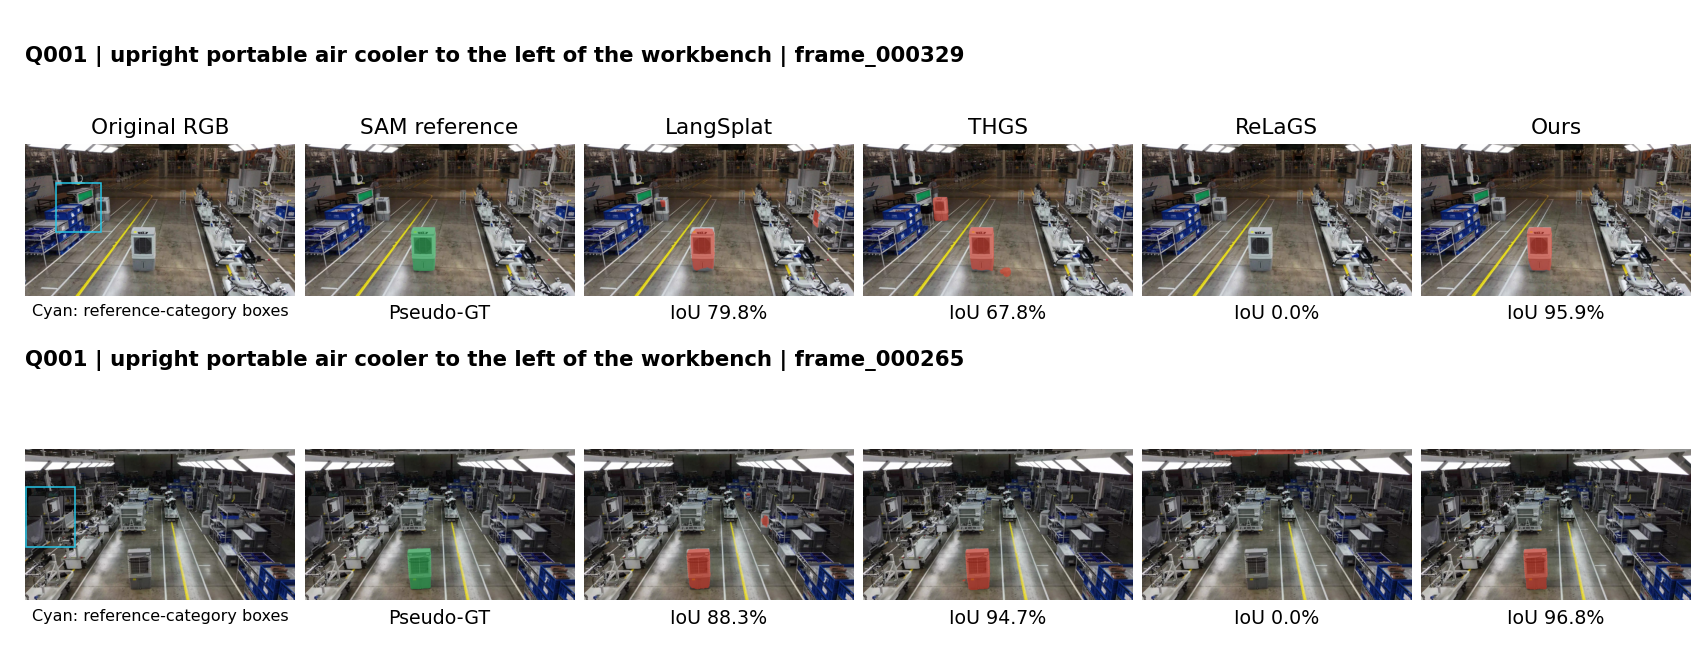 Q001 | upright portable air cooler to the left of the workbench | frame_000329
Original RGB
SAM reference
LangSplat
THGS
ReLaGS
Ours
Cyan: reference-category boxes
Pseudo-GT
IoU 79.8%
IoU 67.8%
IoU 0.0%
IoU 95.9%
Q001 | upright portable air cooler to the left of the workbench | frame_000265
Cyan: reference-category boxes
Pseudo-GT
IoU 88.3%
IoU 94.7%
IoU 0.0%
IoU 96.8%